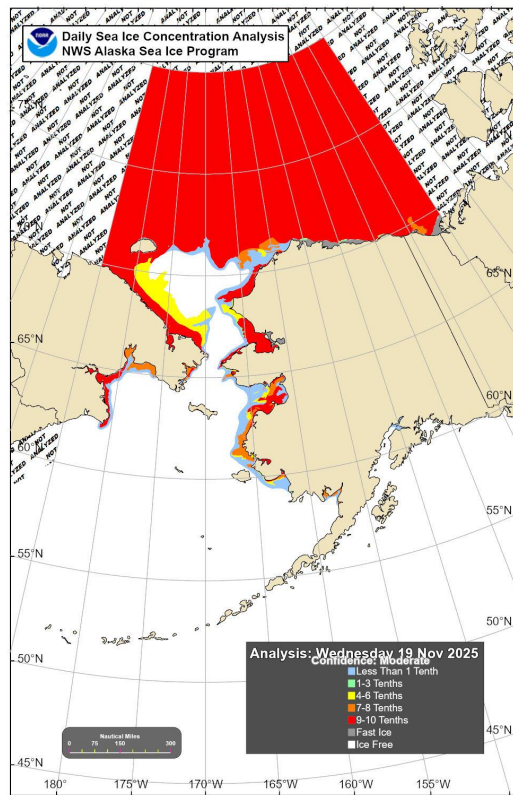 Daily Sea Ice Concentration Analysis
NWS Alaska Sea Ice Program
NOAA
NOT
ANALYZED
65°N
60°N
55°N
50°N
45°N
65°N
60°N
55°N
50°N
180°
175°W
170°W
165°W
160°W
155°W
Analysis: Wednesday 19 Nov 2025
Confidence: Moderate
Less Than 1 Tenth
1-3 Tenths
4-6 Tenths
7-8 Tenths
9-10 Tenths
Fast Ice
Ice Free
Nautical Miles
0 75 150 300